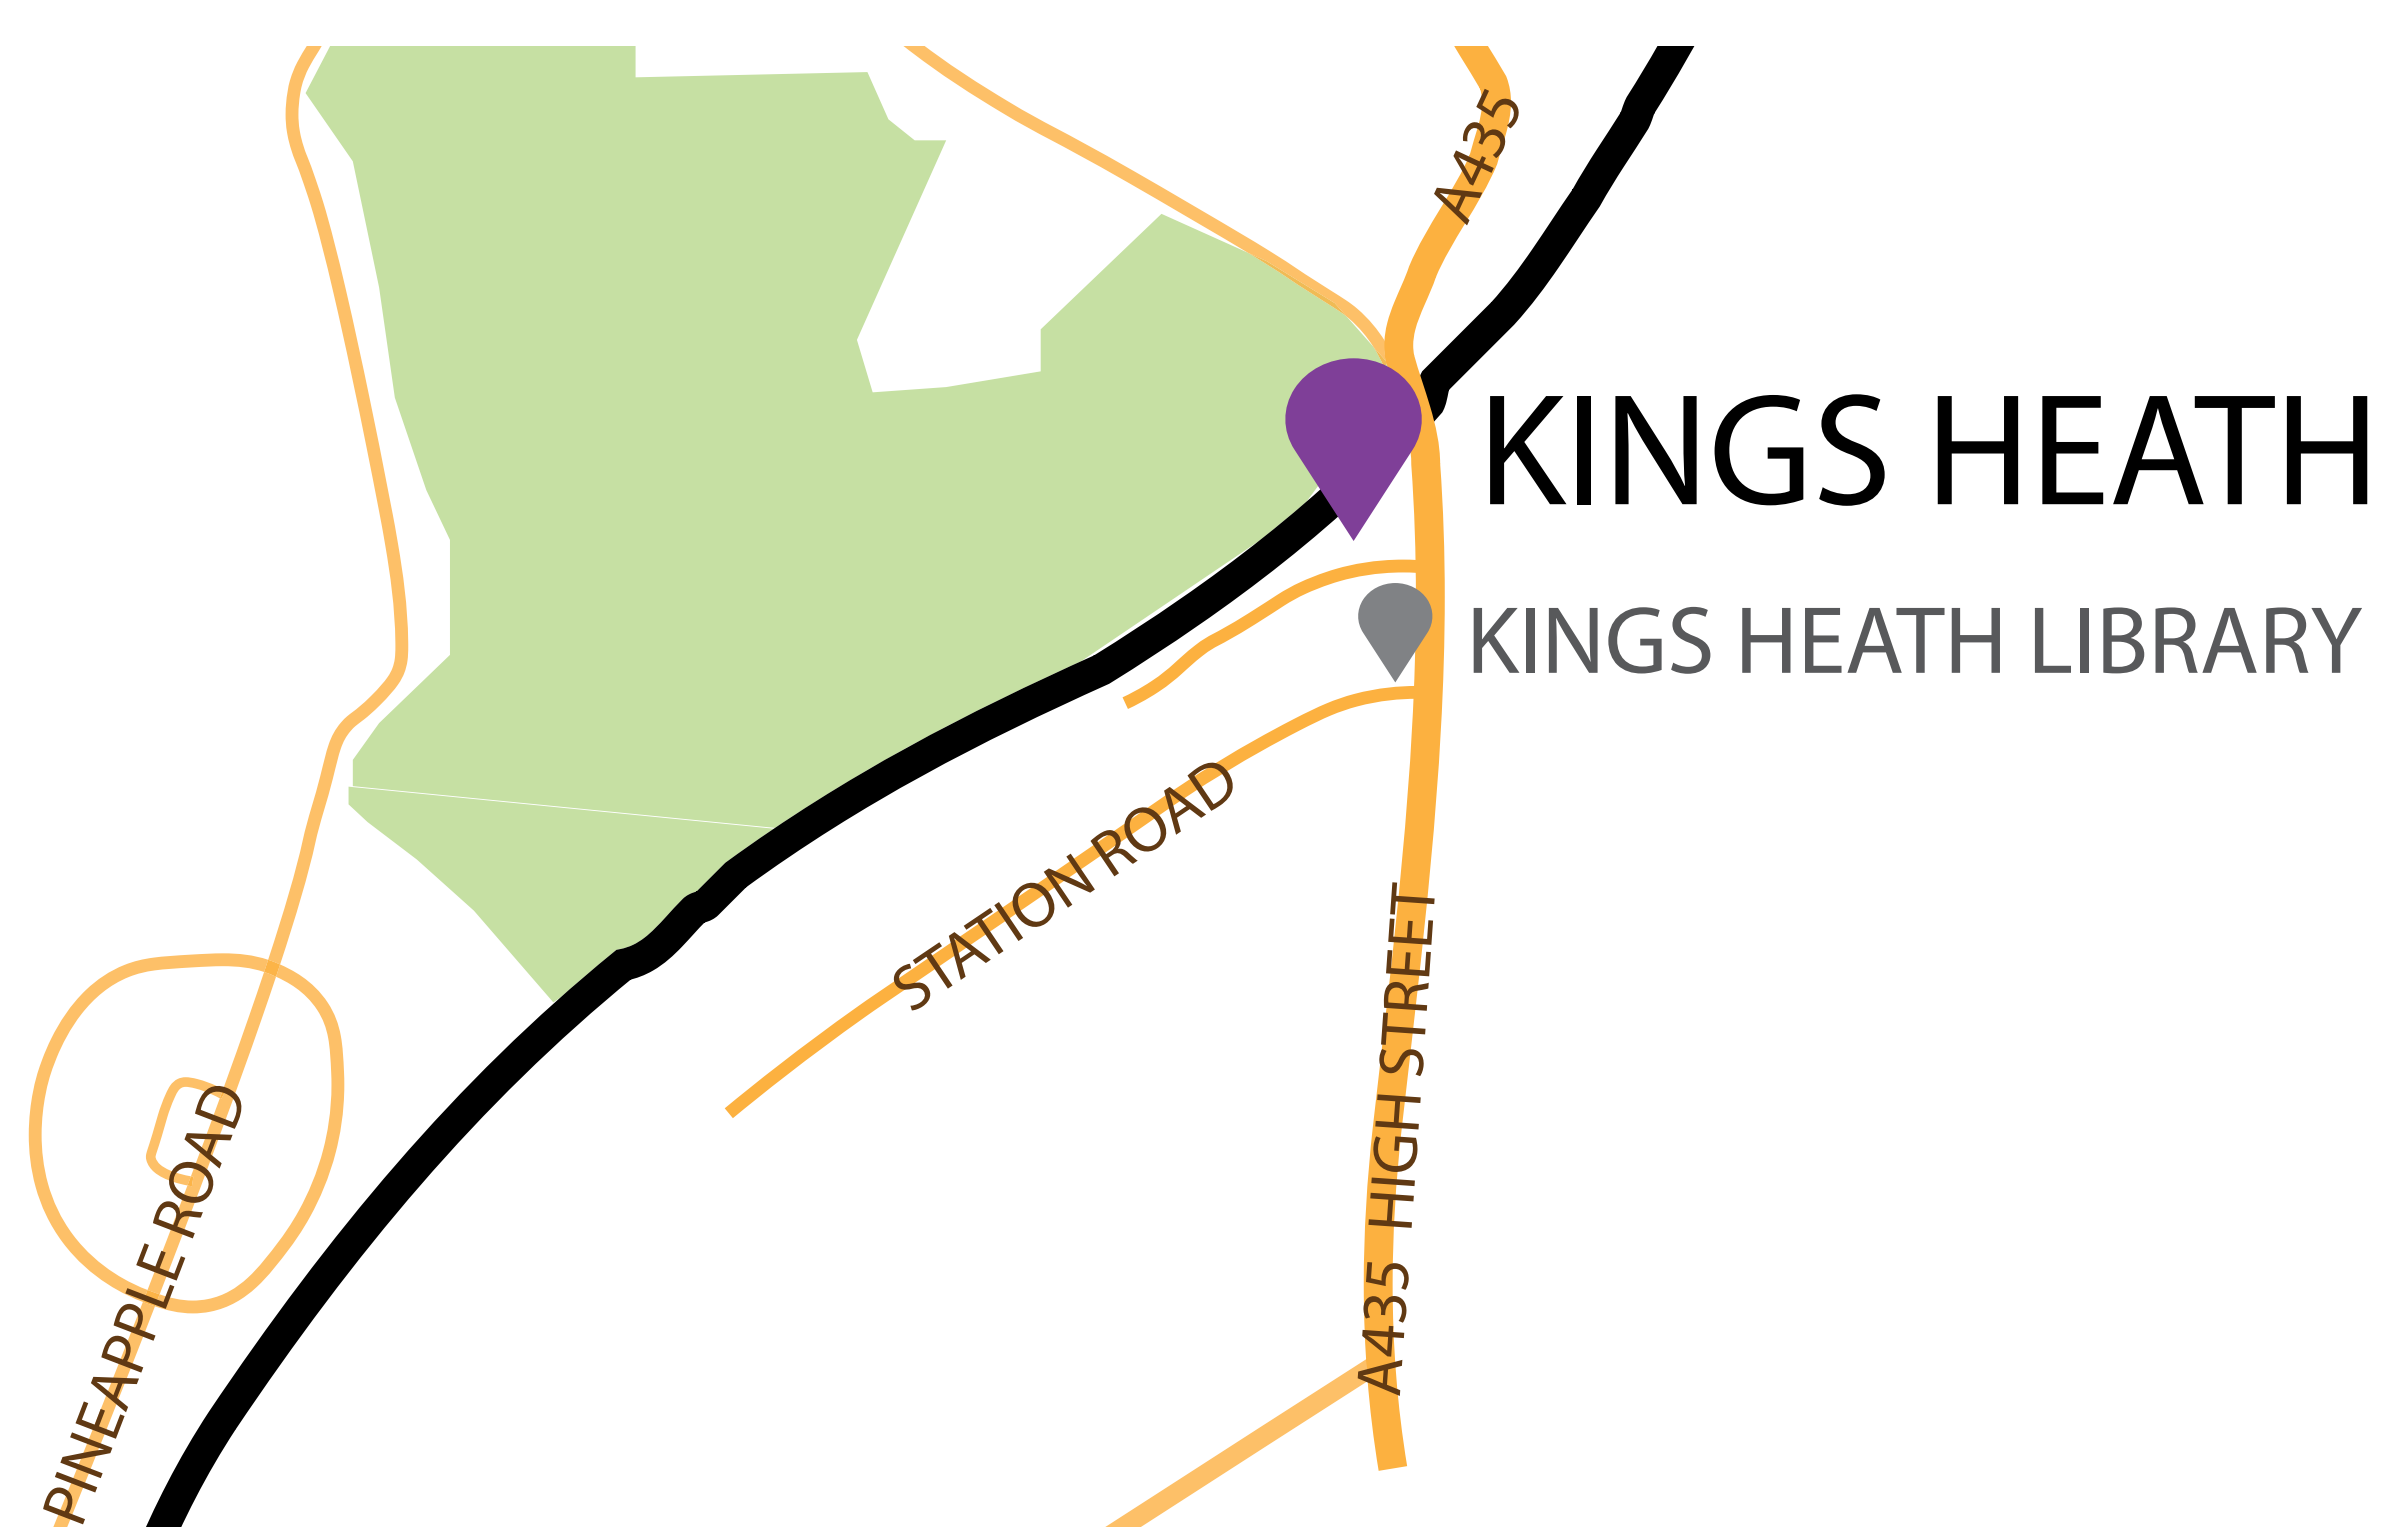 A435
KINGS HEATH
KINGS HEATH LIBRARY
STATION ROAD
A435 HIGH STREET
PINEAPPLE ROAD